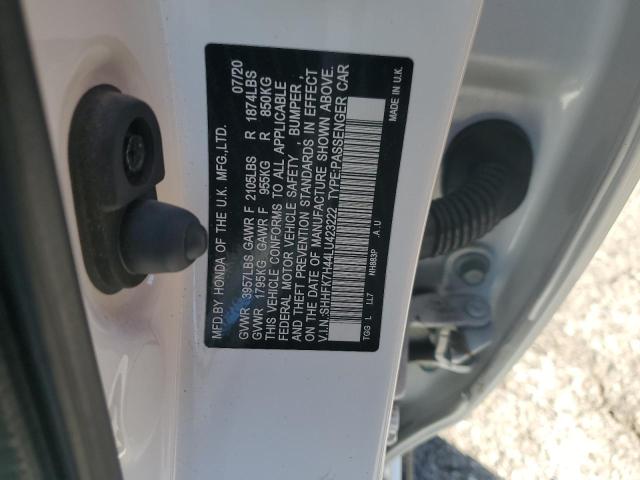 MFD.BY HONDA OF THE U.K. MFG.,LTD. 07/20
GVWR 3957LBS GAWR F 2105LBS R 1874LBS
GVWR 1795KG GAWR F 955KG R 850KG
THIS VEHICLE CONFORMS TO ALL APPLICABLE
FEDERAL MOTOR VEHICLE SAFETY , BUMPER ,
AND THEFT PREVENTION STANDARDS IN EFFECT
ON THE DATE OF MANUFACTURE SHOWN ABOVE.
V.I.N.:SHHFK7H44LU423222 TYPE:PASSENGER CAR
TGG L LL7 NH883P .A.U MADE IN U.K.